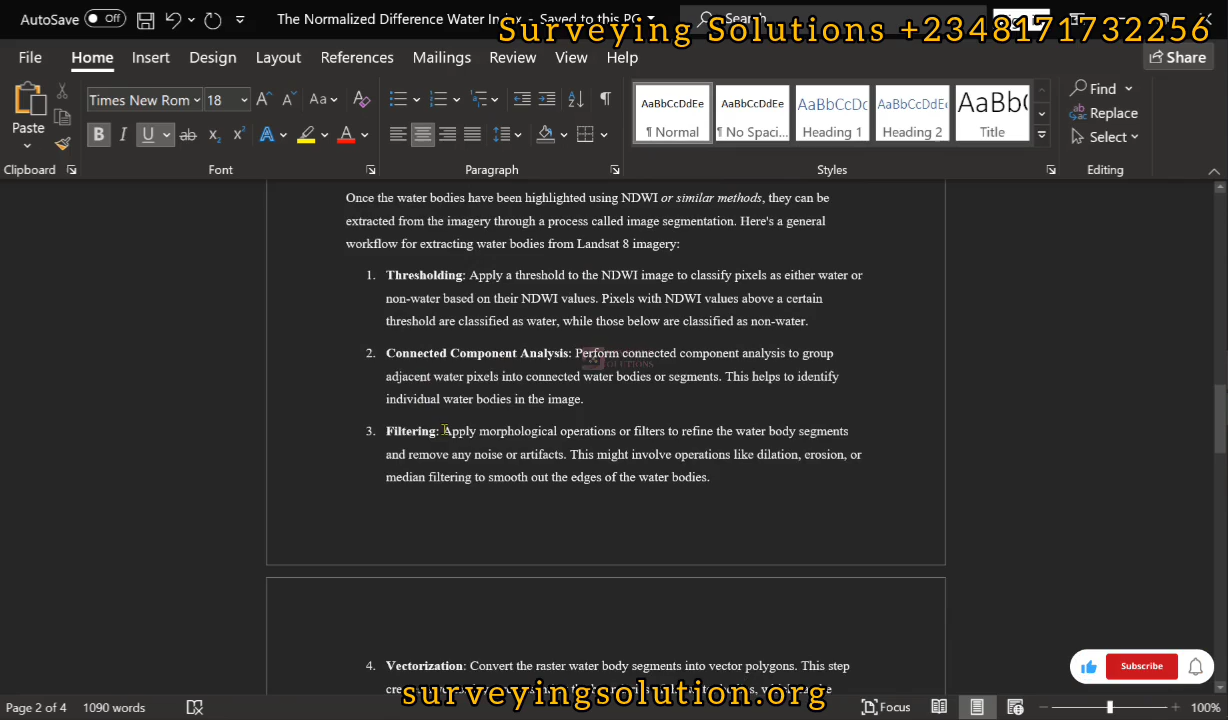 AutoSave Off The Normalized Difference Water Index - Saved to this PC Search
Surveying Solutions +2348171732256
File Home Insert Design Layout References Mailings Review View Help Share
Paste Times New Rom 18 Aa
Find
Replace
Select
AaBbCcDdEe AaBbCcDdEe AaBbCcDc AaBbCcDdE AaBb(
¶ Normal ¶ No Spaci... Heading 1 Heading 2 Title
Clipboard Font Paragraph Styles Editing
Once the water bodies have been highlighted using NDWI or similar methods, they can be
extracted from the imagery through a process called image segmentation. Here's a general
workflow for extracting water bodies from Landsat 8 imagery:
1. Thresholding: Apply a threshold to the NDWI image to classify pixels as either water or
non-water based on their NDWI values. Pixels with NDWI values above a certain
threshold are classified as water, while those below are classified as non-water.
2. Connected Component Analysis: Perform connected component analysis to group
adjacent water pixels into connected water bodies or segments. This helps to identify
individual water bodies in the image.
3. Filtering: Apply morphological operations or filters to refine the water body segments
and remove any noise or artifacts. This might involve operations like dilation, erosion, or
median filtering to smooth out the edges of the water bodies.
4. Vectorization: Convert the raster water body segments into vector polygons. This step
surveyingsolution.org
Subscribe
Page 2 of 4 1090 words Focus 100%